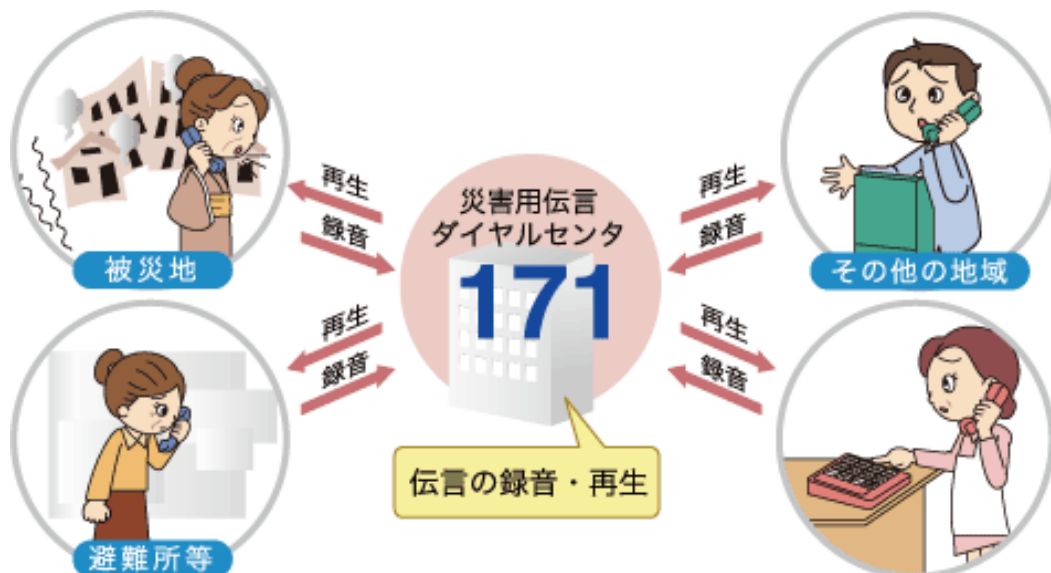 再生
録音
被災地
災害用伝言
ダイヤルセンタ
171
再生
録音
その他の地域
再生
録音
避難所等
再生
録音
伝言の録音・再生